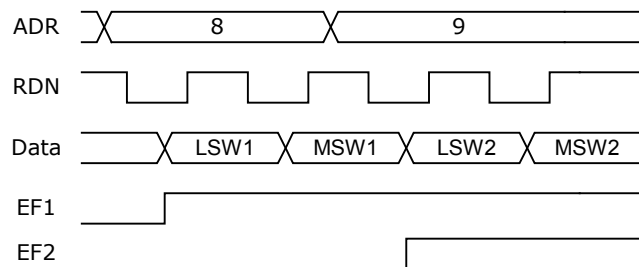 ADR 8 9
RDN
Data LSW1 MSW1 LSW2 MSW2
EF1
EF2